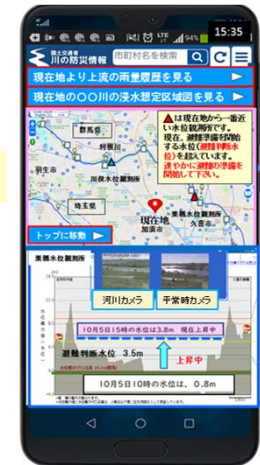 94%
15:35
国土交通省
川の防災情報
市町村名を検索
現在地より上流の雨量履歴を見る
現在地の〇〇川の浸水想定区域図を見る
▲は現在地から一番近い水位観測所です。
現在、避難準備を開始する水位(避難判断水位)を超えています。
速やかに避難の準備を開始して下さい。
群馬県
利根川
羽生市
川俣水位観測所
埼玉県
現在地
加須市
栗橋水位観測所
久喜市
トップに移動
栗橋水位観測所
河川カメラ
平常時カメラ
10月5日15時の水位は3.8m 現在上昇中
避難判断水位 3.5m
上昇中
10月5日10時の水位は、0.8m